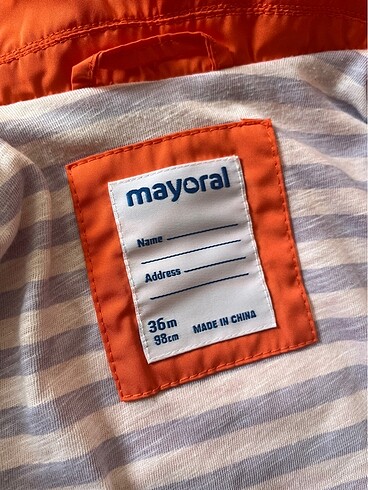 mayoral
Name
Address
36m
98cm
MADE IN CHINA